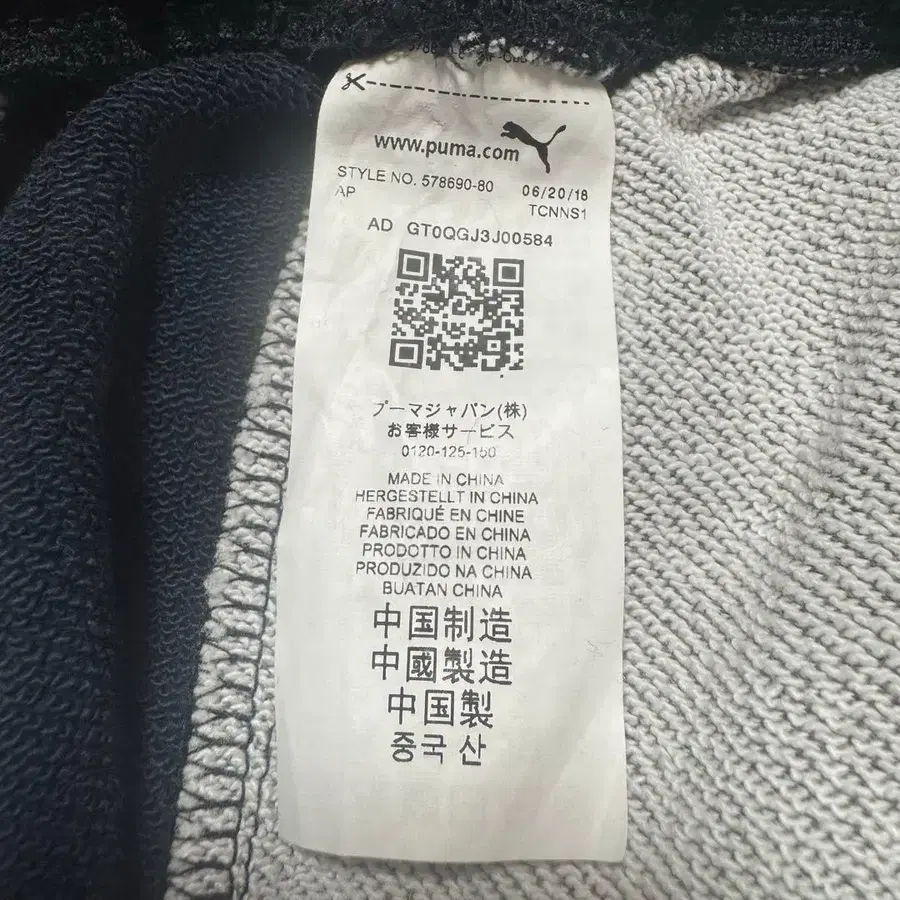 www.puma.com
STYLE NO. 578690-80 06/20/18
AP TCNNS1
AD GT0QGJ3J00584
プーマジャパン(株)
お客様サービス
0120-125-150
MADE IN CHINA
HERGESTELLT IN CHINA
FABRIQUÉ EN CHINE
FABRICADO EN CHINA
PRODOTTO IN CHINA
PRODUZIDO NA CHINA
BUATAN CHINA
中国制造
中國製造
中国製
중국 산